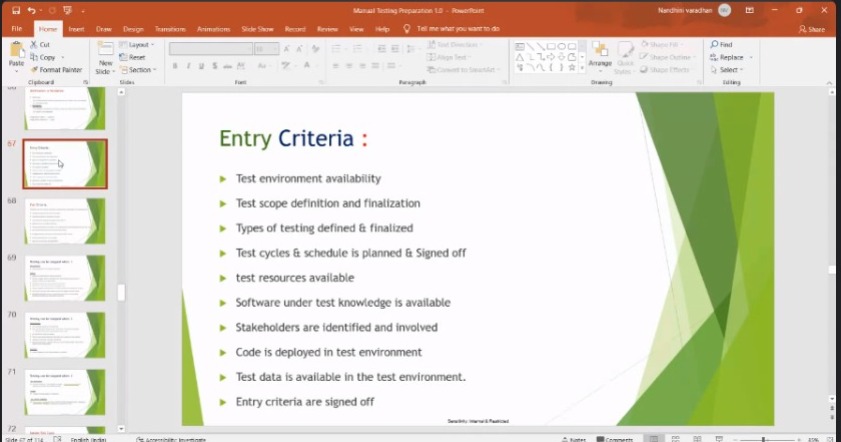 Manual Testing Preparation 1.0 - PowerPoint
Nandhini varadhan
File Home Insert Draw Design Transitions Animations Slide Show Record Review View Help Tell me what you want to do
Share
Paste
Cut
Copy
Format Painter
Clipboard
New
Slide
Layout
Reset
Section
Slides
Font
Paragraph
Text Direction
Align Text
Convert to SmartArt
Arrange
Quick
Styles
Shape Fill
Shape Outline
Shape Effects
Drawing
Find
Replace
Select
Editing
67
68
69
70
71
72
Entry Criteria :
Test environment availability
Test scope definition and finalization
Types of testing defined & finalized
Test cycles & schedule is planned & Signed off
test resources available
Software under test knowledge is available
Stakeholders are identified and involved
Code is deployed in test environment
Test data is available in the test environment.
Entry criteria are signed off
Sensitivity: Internal & Restricted
Slide 67 of 114
English (India)
Accessibility: Investigate
Notes
Comments